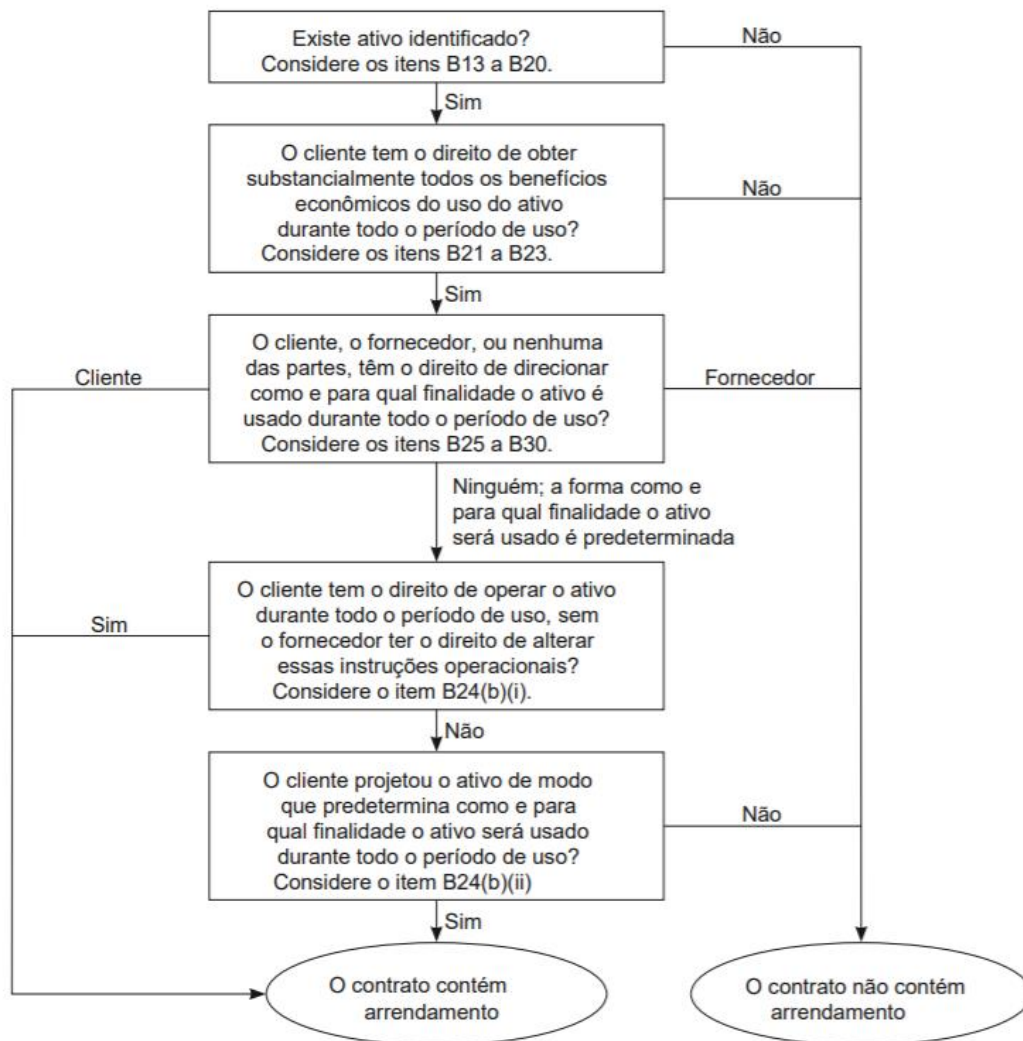 Existe ativo identificado?
Considere os itens B13 a B20.
Não
Sim
O cliente tem o direito de obter
substancialmente todos os benefícios
econômicos do uso do ativo
durante todo o período de uso?
Considere os itens B21 a B23.
Não
Sim
O cliente, o fornecedor, ou nenhuma
das partes, têm o direito de direcionar
como e para qual finalidade o ativo é
usado durante todo o período de uso?
Considere os itens B25 a B30.
Cliente
Fornecedor
Ninguém; a forma como e
para qual finalidade o ativo
será usado é predeterminada
O cliente tem o direito de operar o ativo
durante todo o período de uso, sem
o fornecedor ter o direito de alterar
essas instruções operacionais?
Considere o item B24(b)(i).
Sim
Não
O cliente projetou o ativo de modo
que predetermina como e para
qual finalidade o ativo será usado
durante todo o período de uso?
Considere o item B24(b)(ii)
Não
Sim
O contrato contém
arrendamento
O contrato não contém
arrendamento